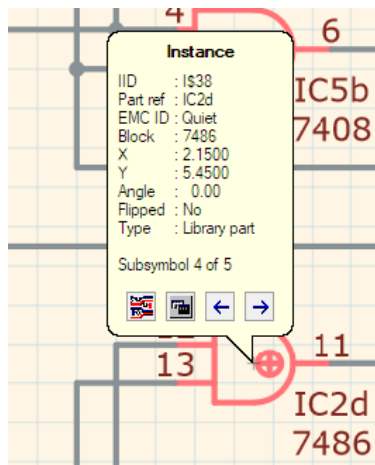 4
6
Instance
IID : I$38
Part ref : IC2d
EMC ID : Quiet
Block : 7486
X : 2.1500
Y : 5.4500
Angle : 0.00
Flipped : No
Type : Library part
Subsymbol 4 of 5
IC5b
7408
13
11
IC2d
7486